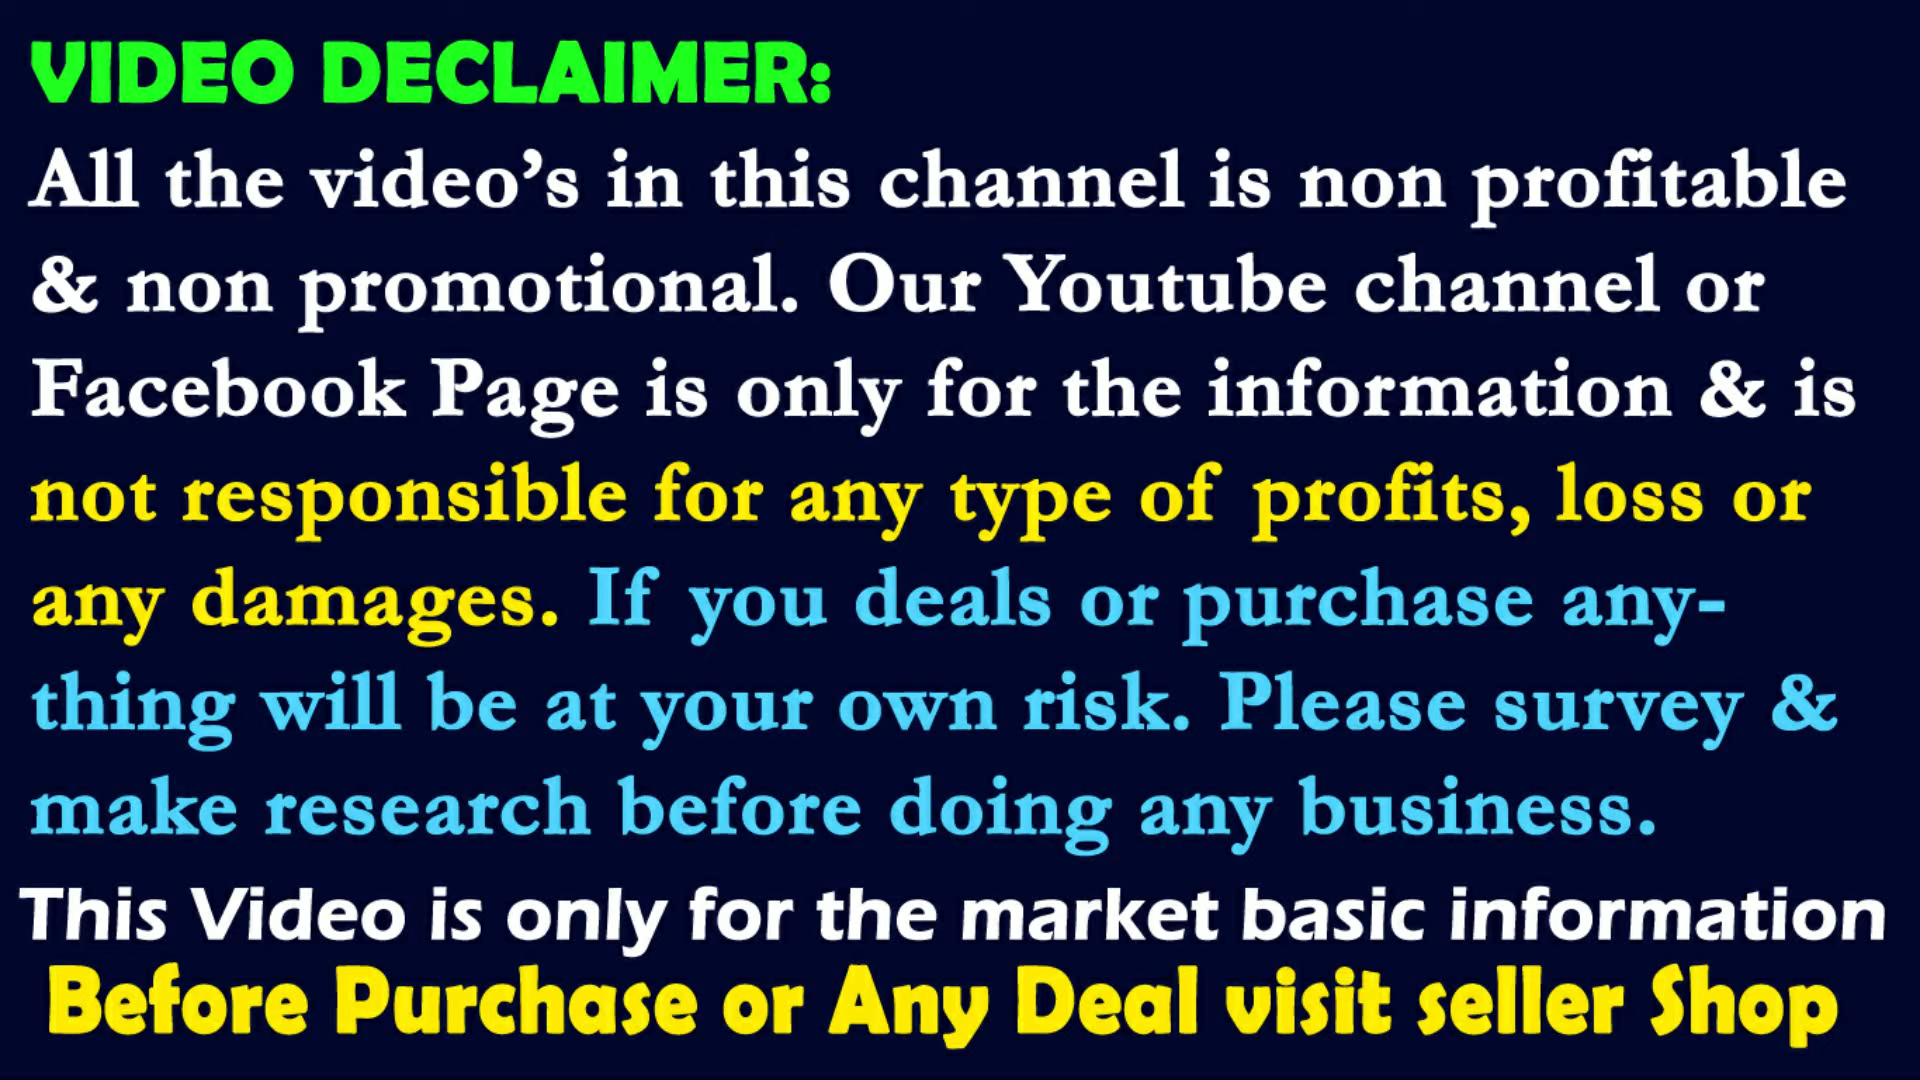 VIDEO DECLAIMER:
All the video’s in this channel is non profitable
& non promotional. Our Youtube channel or
Facebook Page is only for the information & is
not responsible for any type of profits, loss or
any damages. If you deals or purchase any-
thing will be at your own risk. Please survey &
make research before doing any business.
This Video is only for the market basic information
Before Purchase or Any Deal visit seller Shop